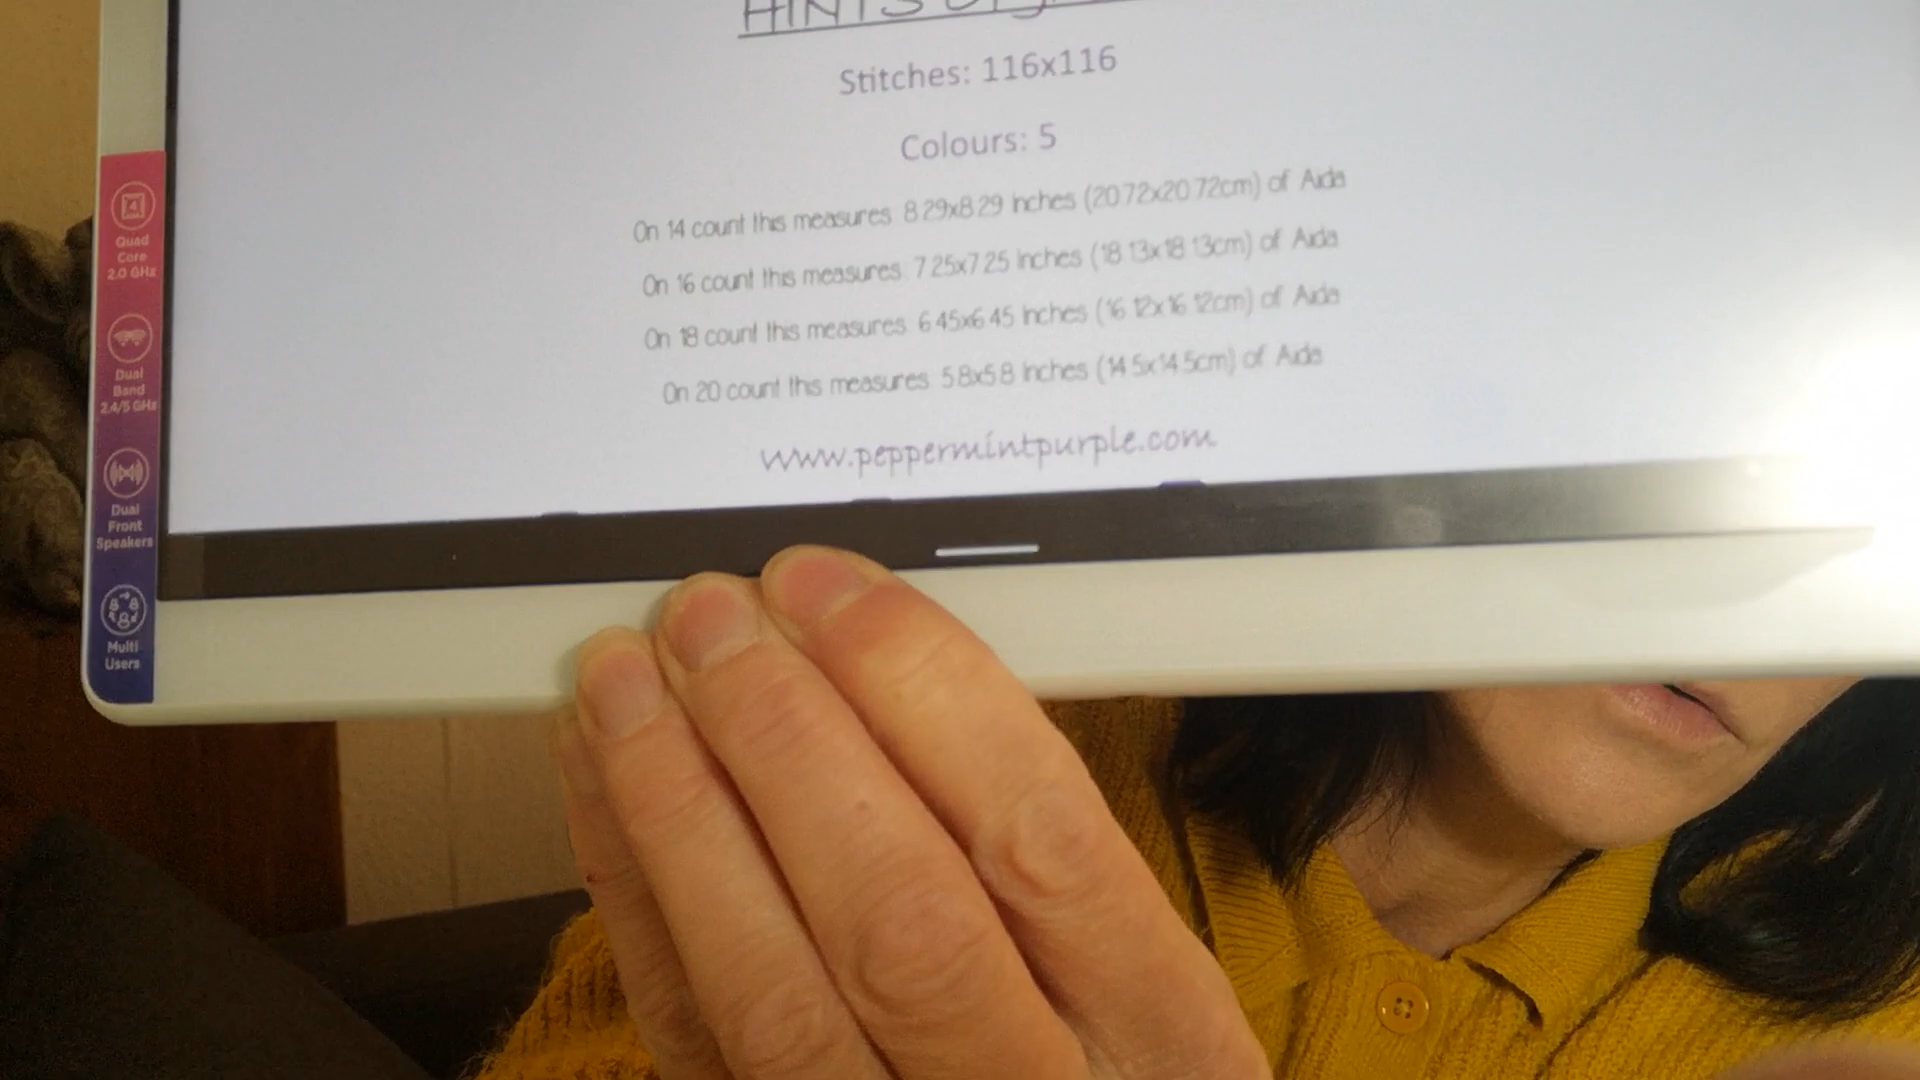 HINTS
Stitches: 116x116
Colours: 5
On 14 count this measures 8.29x8.29 inches (20.72x20.72cm) of Aida
On 16 count this measures 7.25x7.25 inches (18.13x18.13cm) of Aida
On 18 count this measures 6.45x6.45 inches (16.12x16.12cm) of Aida
On 20 count this measures 5.8x5.8 inches (14.5x14.5cm) of Aida
www.peppermintpurple.com
4
Quad
Core
2.0 GHz
Dual
Band
2.4/5 GHz
Dual
Front
Speakers
Multi
Users